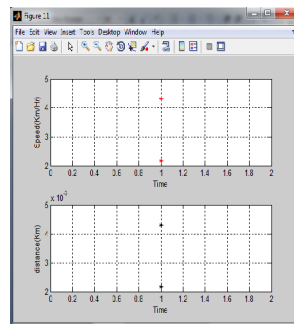 Figure 11
File Edit View Insert Tools Desktop Window Help
5
4
3
2
0 0.2 0.4 0.6 0.8 1 1.2 1.4 1.6 1.8 2
Speed(Km/Hr)
Time
x 10^-3
5
4
3
2
0 0.2 0.4 0.6 0.8 1 1.2 1.4 1.6 1.8 2
distance(Km)
Time